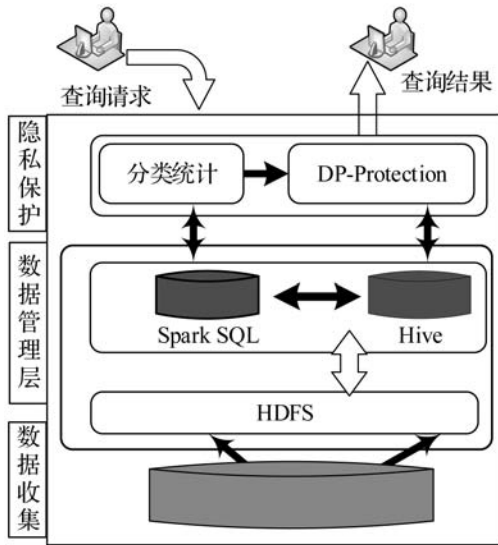 查询请求
查询结果
隐私保护
分类统计
DP-Protection
数据管理层
Spark SQL
Hive
HDFS
数据收集